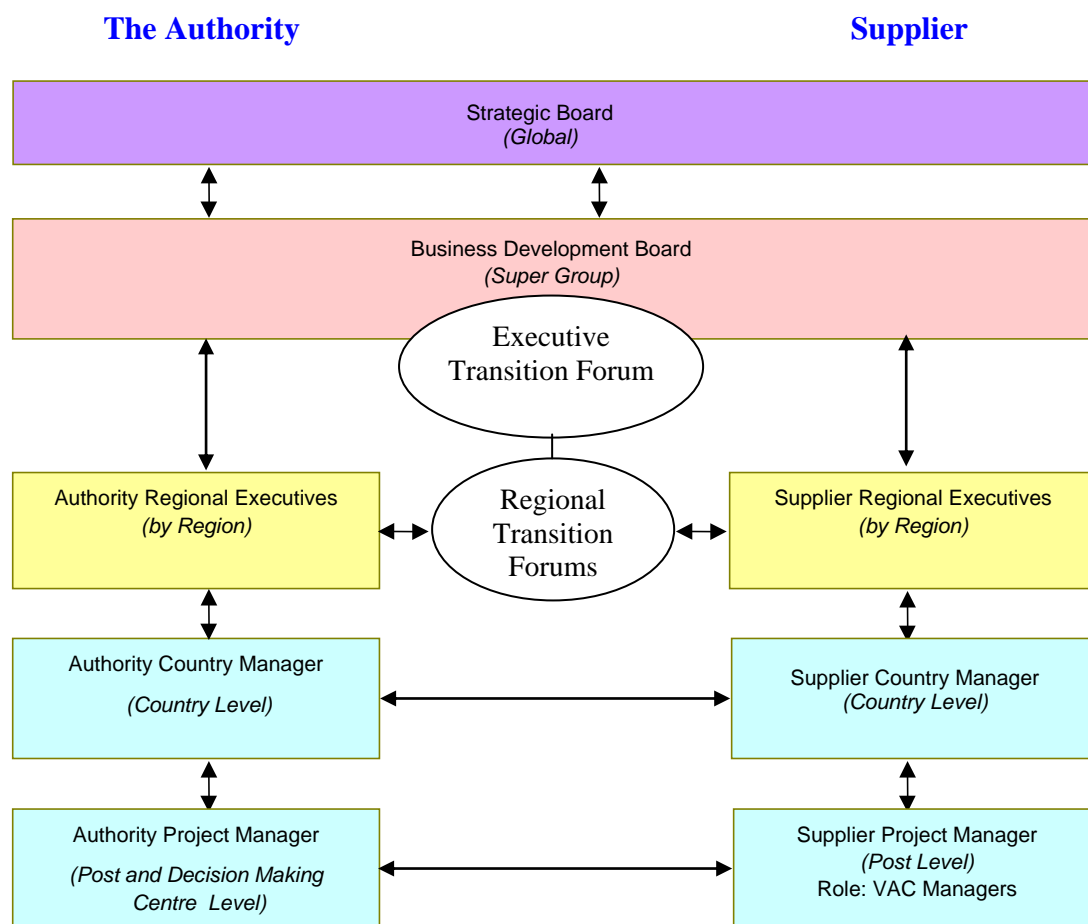 The Authority
Supplier
Strategic Board
(Global)
Business Development Board
(Super Group)
Executive
Transition Forum
Authority Regional Executives
(by Region)
Regional
Transition
Forums
Supplier Regional Executives
(by Region)
Authority Country Manager
(Country Level)
Supplier Country Manager
(Country Level)
Authority Project Manager
(Post and Decision Making
Centre Level)
Supplier Project Manager
(Post Level)
Role: VAC Managers